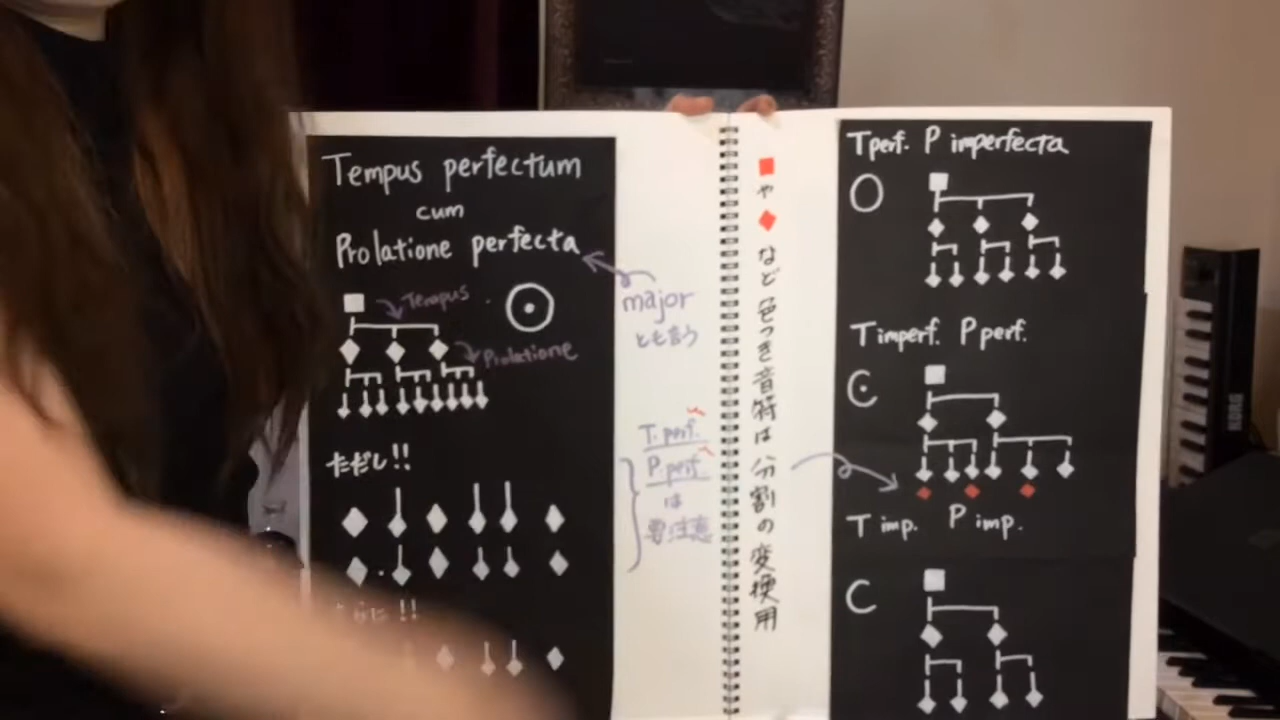 Tempus perfectum
cum
Prolatione perfecta
Tempus
Prolatione
ただし!!
major
とも言う
T. perf.
P. perf.
は
要注意
や
など色つき音符は分割の変換用
Tperf. P imperfecta
Timperf. P perf.
C
T imp. P imp.
C
KORG